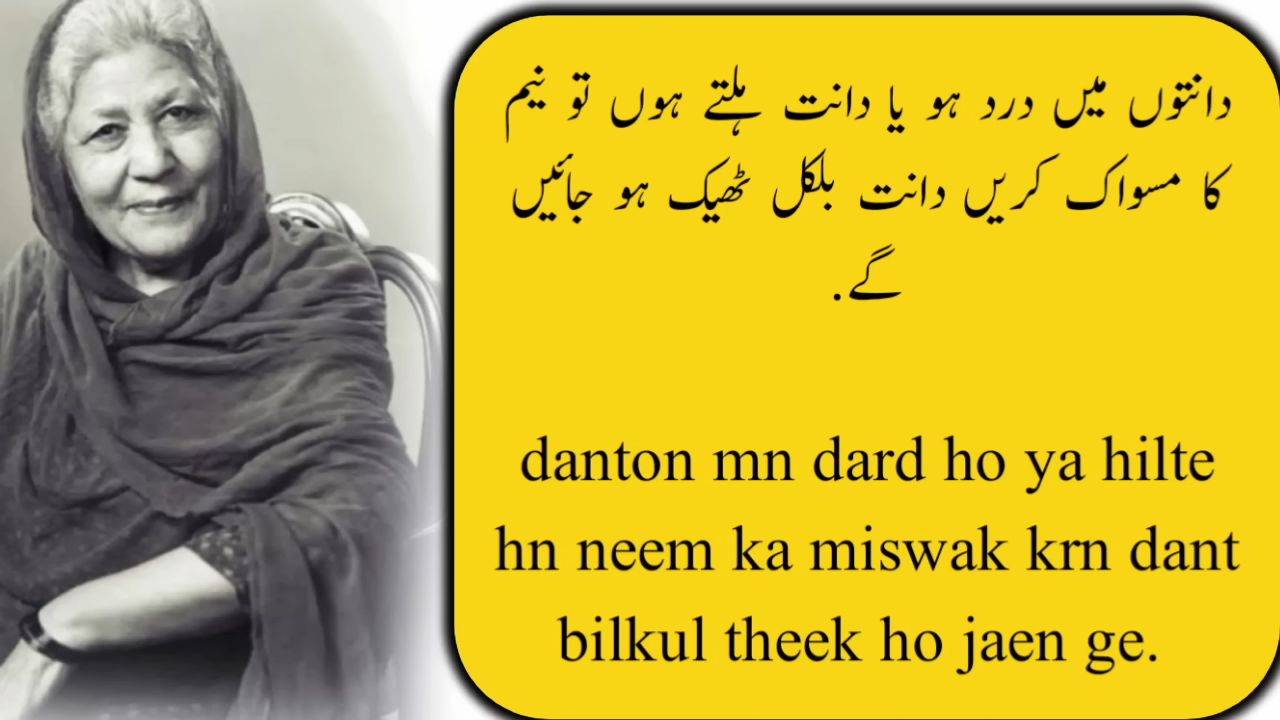 دانتوں میں درد ہو یا دانت ہلتے ہوں تو نیم
کا مسواک کریں دانت بلکل ٹھیک ہو جائیں
گے.
danton mn dard ho ya hilte
hn neem ka miswak krn dant
bilkul theek ho jaen ge.